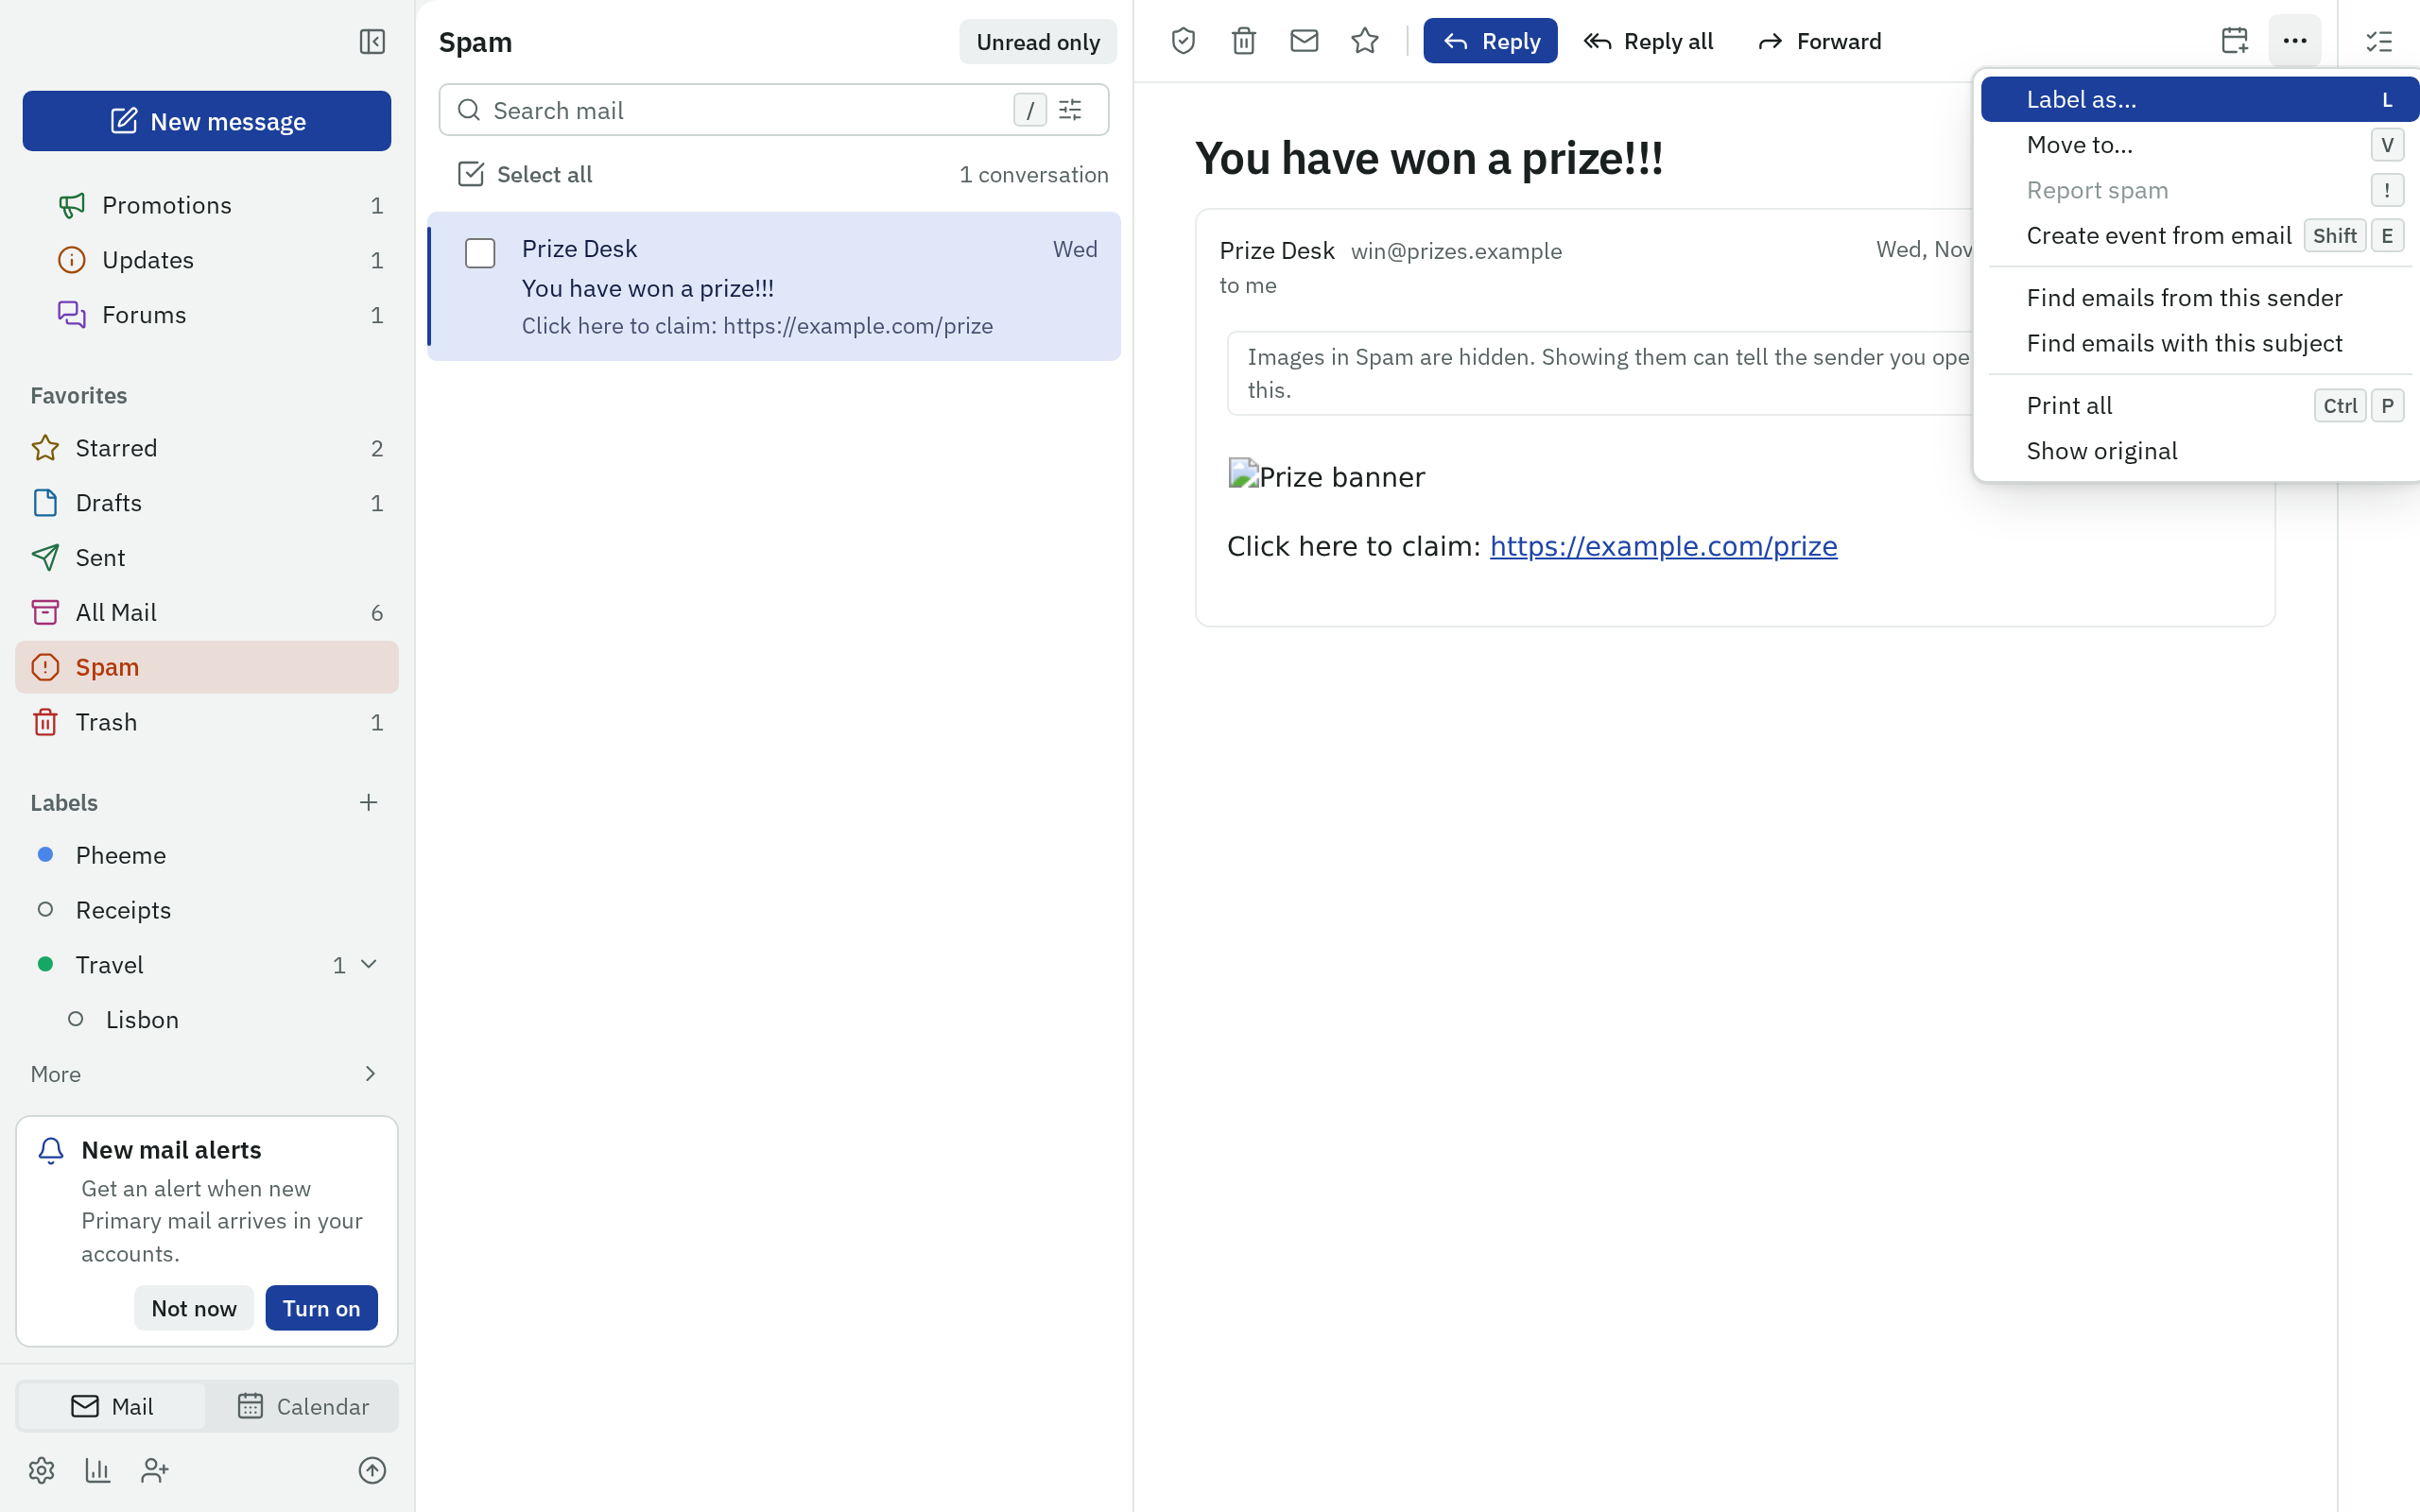 New message
Promotions 1
Updates 1
Forums 1
Favorites
Starred 2
Drafts 1
Sent
All Mail 6
Spam
Trash 1
Labels
Pheeme
Receipts
Travel 1
Lisbon
More
New mail alerts
Get an alert when new
Primary mail arrives in your
accounts.
Not now Turn on
Mail Calendar
Spam Unread only
Search mail /
Select all 1 conversation
Prize Desk Wed
You have won a prize!!!
Click here to claim: https://example.com/prize
Reply Reply all Forward
You have won a prize!!!
Prize Desk win@prizes.example Wed, Nov
to me
Images in Spam are hidden. Showing them can tell the sender you ope
this.
Prize banner
Click here to claim: https://example.com/prize
Label as... L
Move to... V
Report spam !
Create event from email Shift E
Find emails from this sender
Find emails with this subject
Print all Ctrl P
Show original